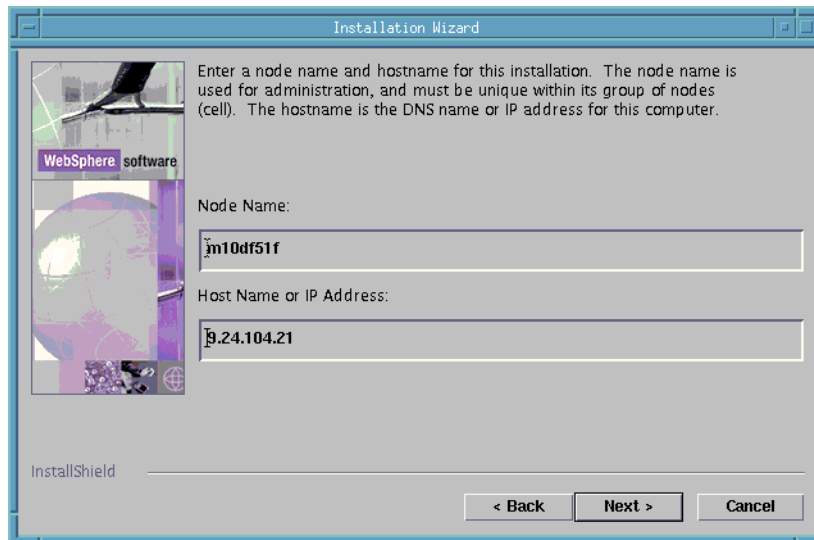 Installation Wizard
Enter a node name and hostname for this installation. The node name is
used for administration, and must be unique within its group of nodes
(cell). The hostname is the DNS name or IP address for this computer.
WebSphere software
Node Name:
m10df51f
Host Name or IP Address:
9.24.104.21
InstallShield
< Back Next > Cancel